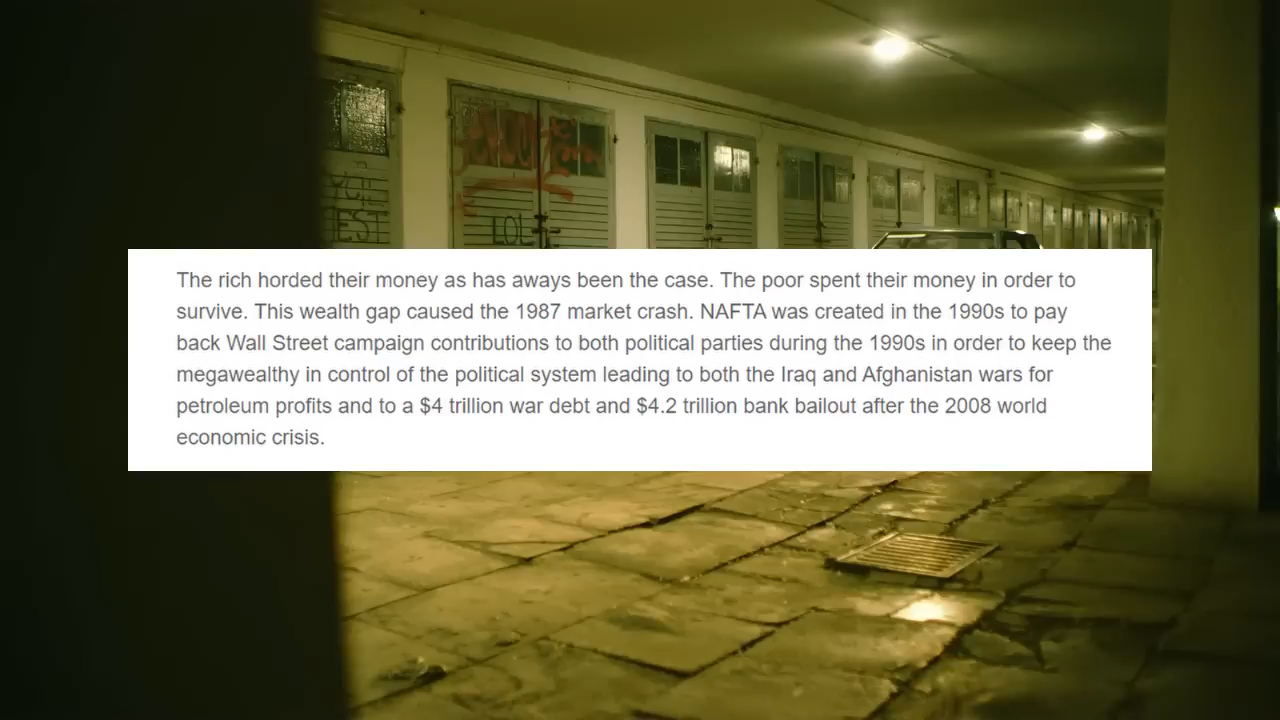 LOL
The rich horded their money as has aways been the case. The poor spent their money in order to
survive. This wealth gap caused the 1987 market crash. NAFTA was created in the 1990s to pay
back Wall Street campaign contributions to both political parties during the 1990s in order to keep the
megawealthy in control of the political system leading to both the Iraq and Afghanistan wars for
petroleum profits and to a $4 trillion war debt and $4.2 trillion bank bailout after the 2008 world
economic crisis.